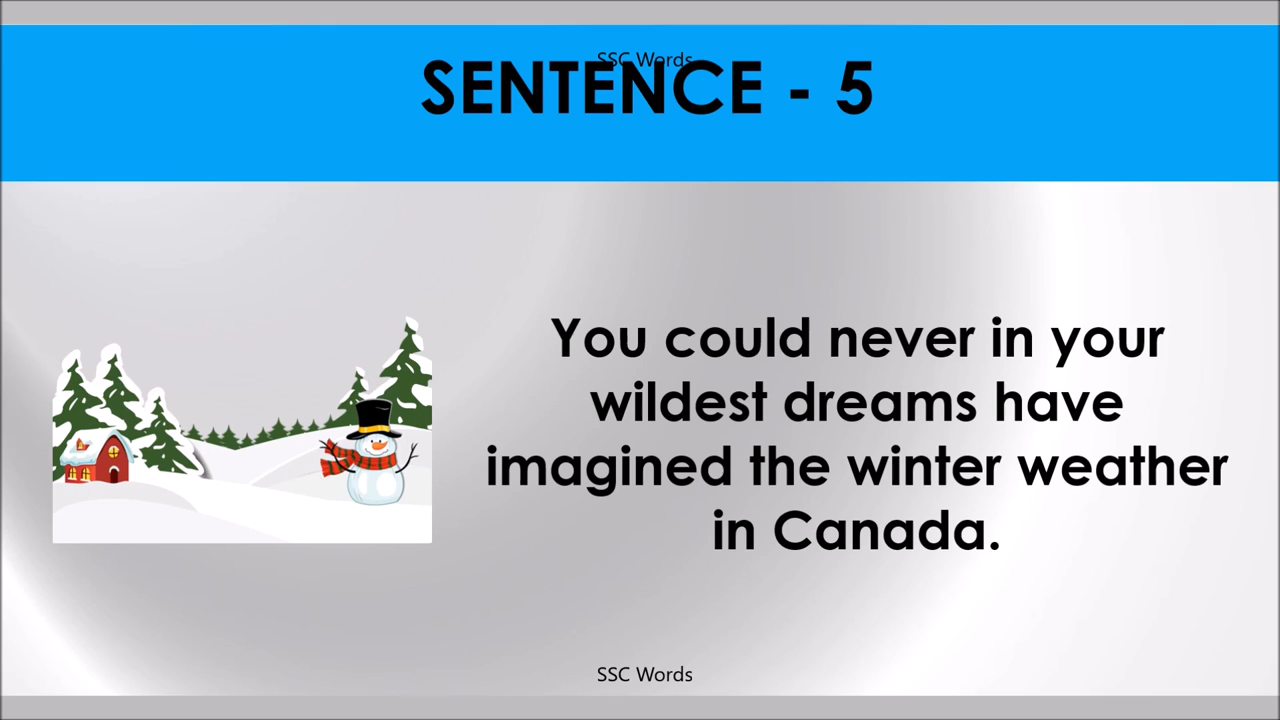 SSC Words
SENTENCE - 5
You could never in your
wildest dreams have
imagined the winter weather
in Canada.
SSC Words